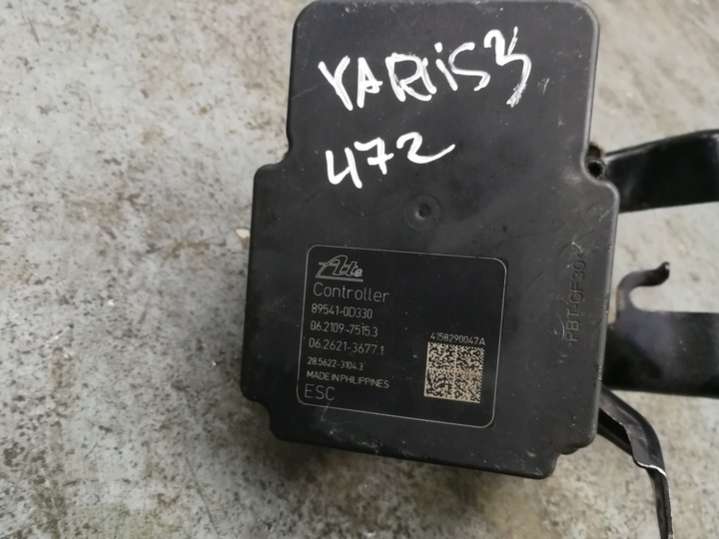 YARIIS3
472
Ate
Controller
89541-0D330
06.2109-7515.3
06.2621-3677.1
28.5622-3104.3
MADE IN PHILIPPINES
ESC
4158290047A
PBT-GF30